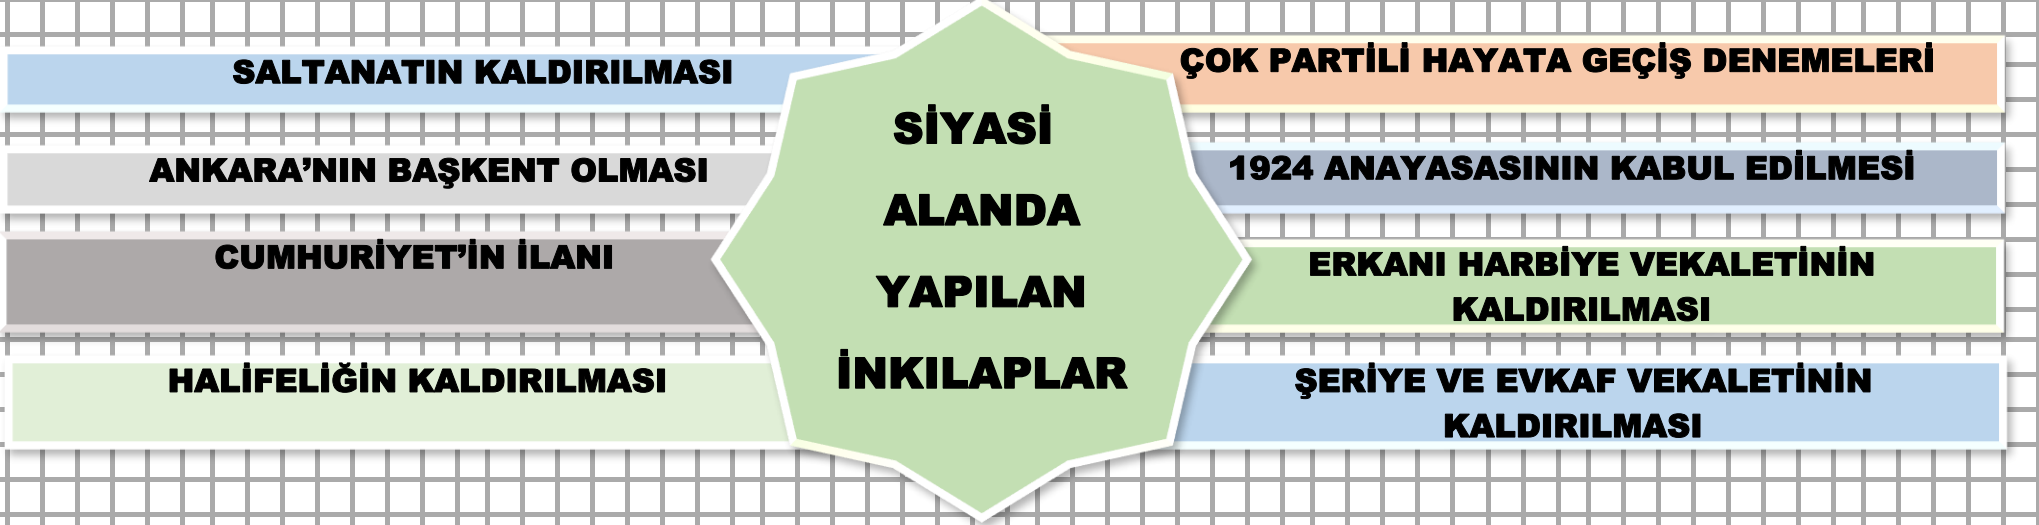 SALTANATIN KALDIRILMASI
ANKARA’NIN BAŞKENT OLMASI
CUMHURİYET’İN İLANI
HALİFELİĞİN KALDIRILMASI
SİYASİ
ALANDA
YAPILAN
İNKILAPLAR
ÇOK PARTİLİ HAYATA GEÇİŞ DENEMELERİ
1924 ANAYASASININ KABUL EDİLMESİ
ERKANI HARBİYE VEKALETİNİN
KALDIRILMASI
ŞERİYE VE EVKAF VEKALETİNİN
KALDIRILMASI